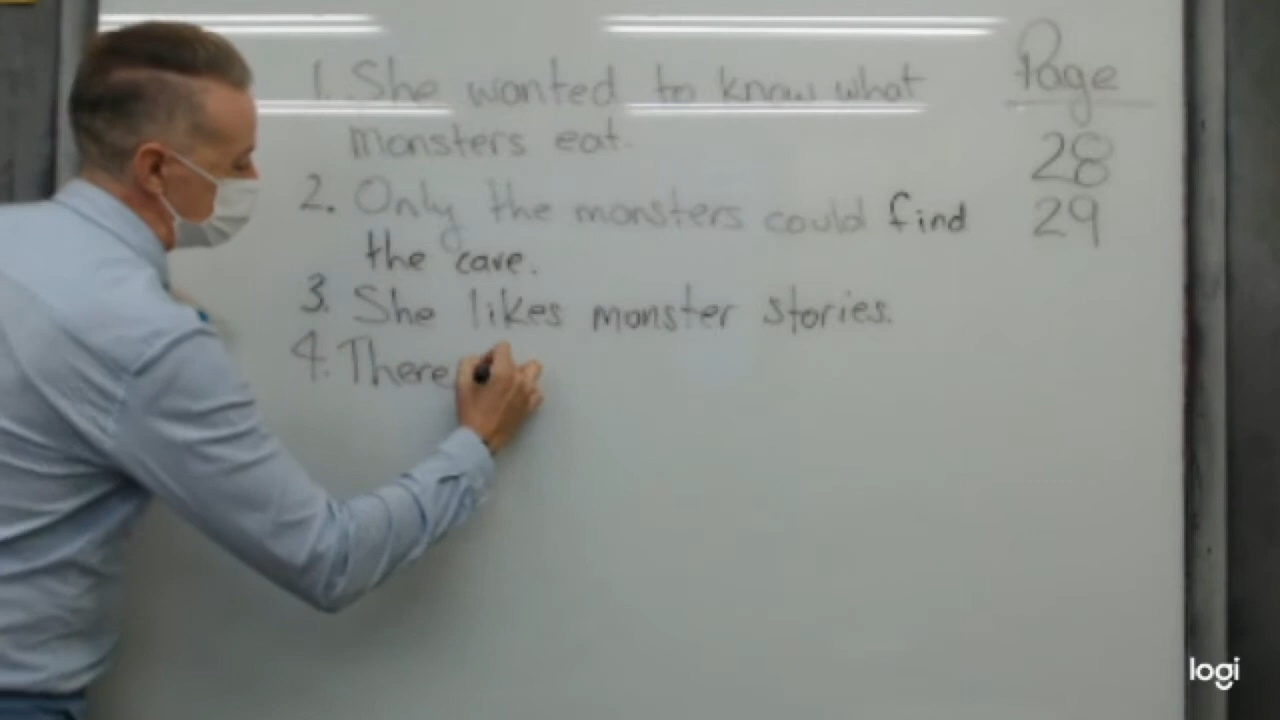 1. She wanted to know what
monsters eat.
2. Only the monsters could find
the cave.
3. She likes monster stories.
4. There
Page
28
29
logi